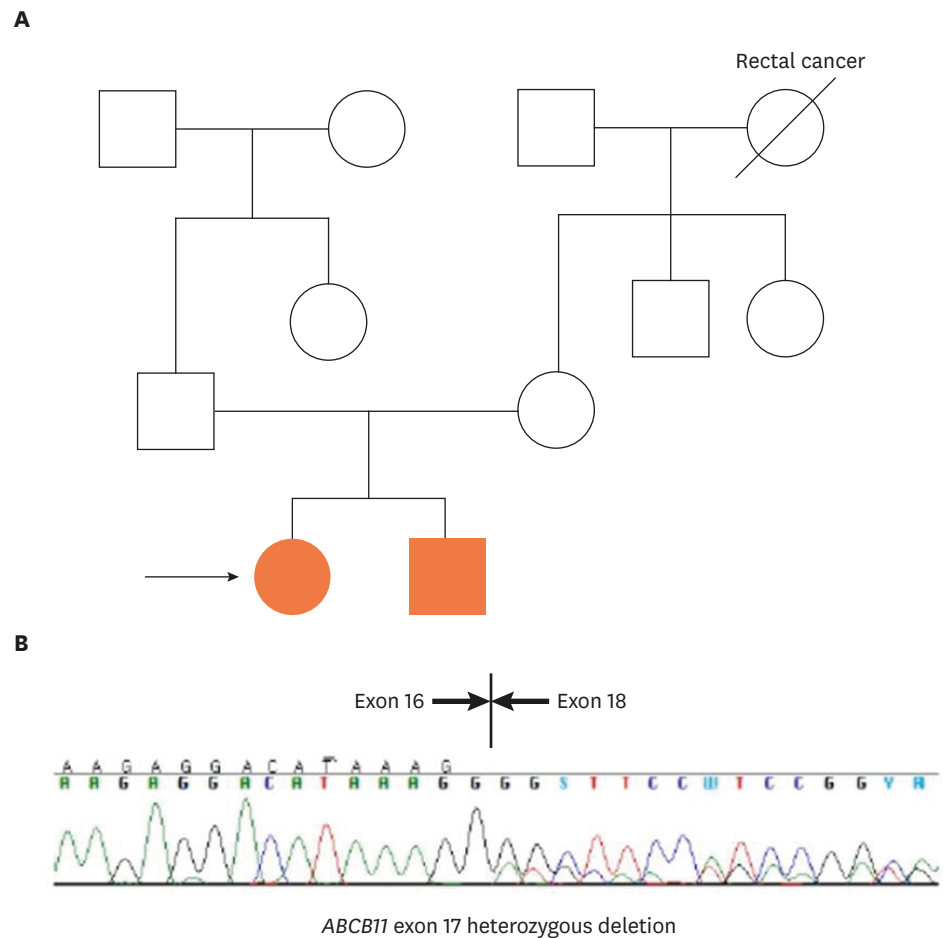 A
Rectal cancer
B
Exon 16 Exon 18
A A G A G G A C A T A A A G
A A G A G G A C A T A A A G G G G S T T C C W T C C G G Y R
ABCB11 exon 17 heterozygous deletion